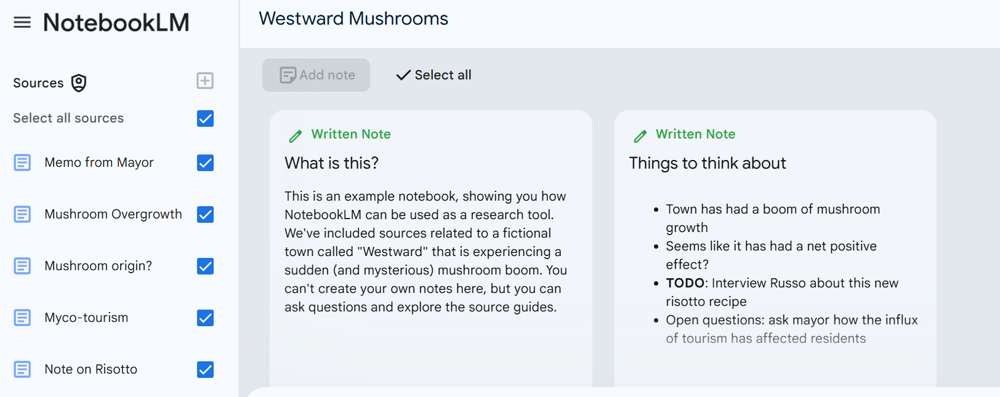 NotebookLM
Westward Mushrooms
Sources
Select all sources
Memo from Mayor
Mushroom Overgrowth
Mushroom origin?
Myco-tourism
Note on Risotto
Add note
Select all
Written Note
What is this?
This is an example notebook, showing you how
NotebookLM can be used as a research tool.
We've included sources related to a fictional
town called "Westward" that is experiencing a
sudden (and mysterious) mushroom boom. You
can't create your own notes here, but you can
ask questions and explore the source guides.
Written Note
Things to think about
• Town has had a boom of mushroom
growth
• Seems like it has had a net positive
effect?
• TODO: Interview Russo about this new
risotto recipe
• Open questions: ask mayor how the influx
of tourism has affected residents